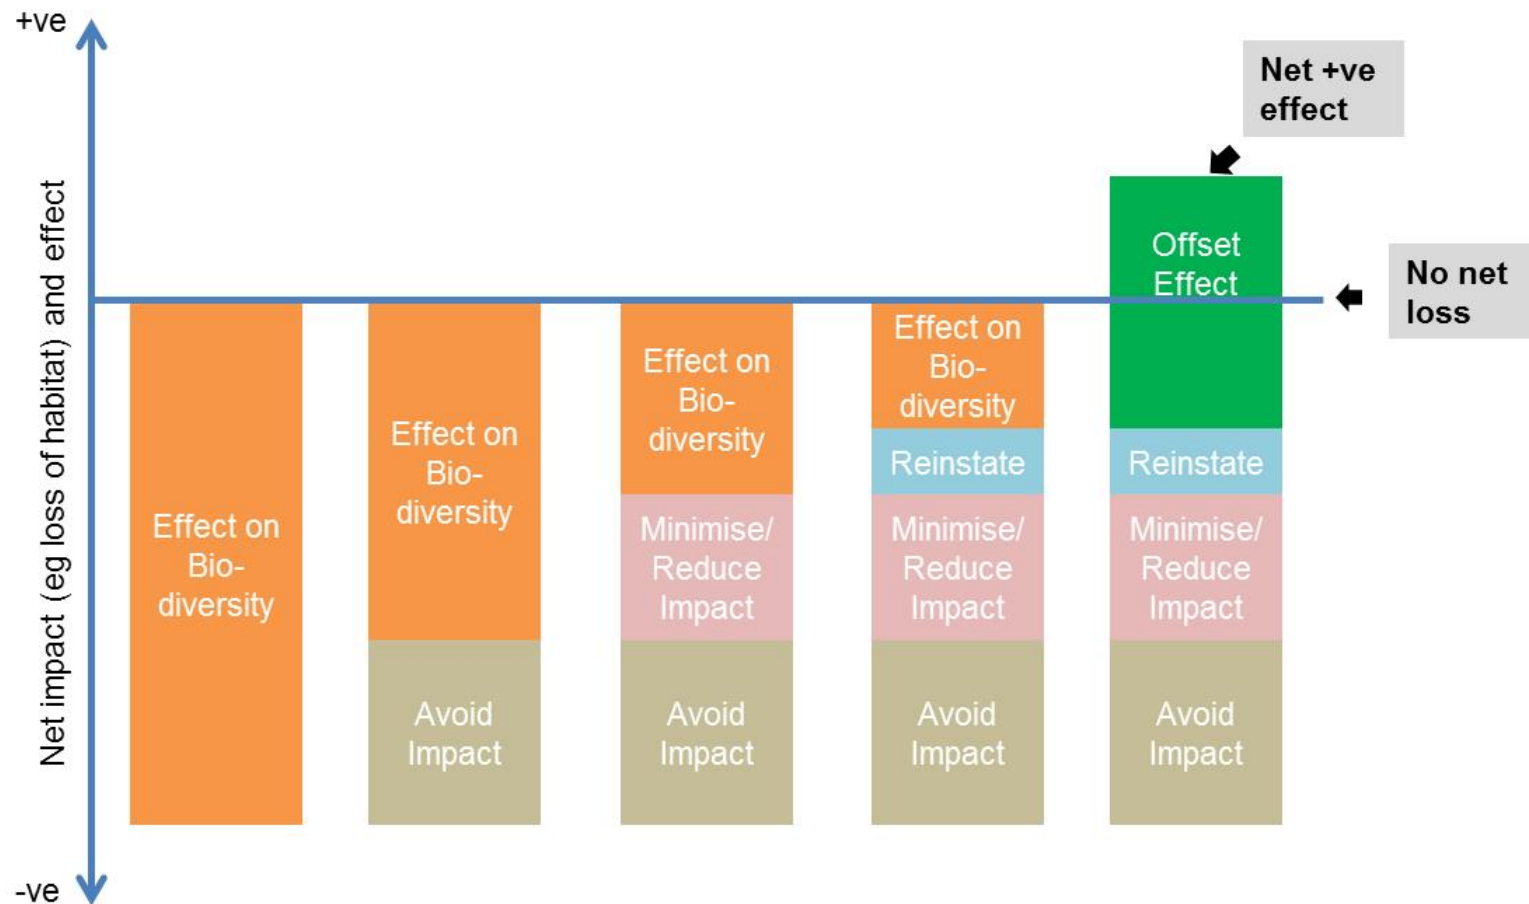 +ve
Net impact (eg loss of habitat) and effect
-ve
Effect on
Bio-
diversity
Effect on
Bio-
diversity
Avoid
Impact
Effect on
Bio-
diversity
Minimise/
Reduce
Impact
Avoid
Impact
Effect on
Bio-
diversity
Reinstate
Minimise/
Reduce
Impact
Avoid
Impact
Net +ve
effect
Offset
Effect
Reinstate
Minimise/
Reduce
Impact
Avoid
Impact
No net
loss